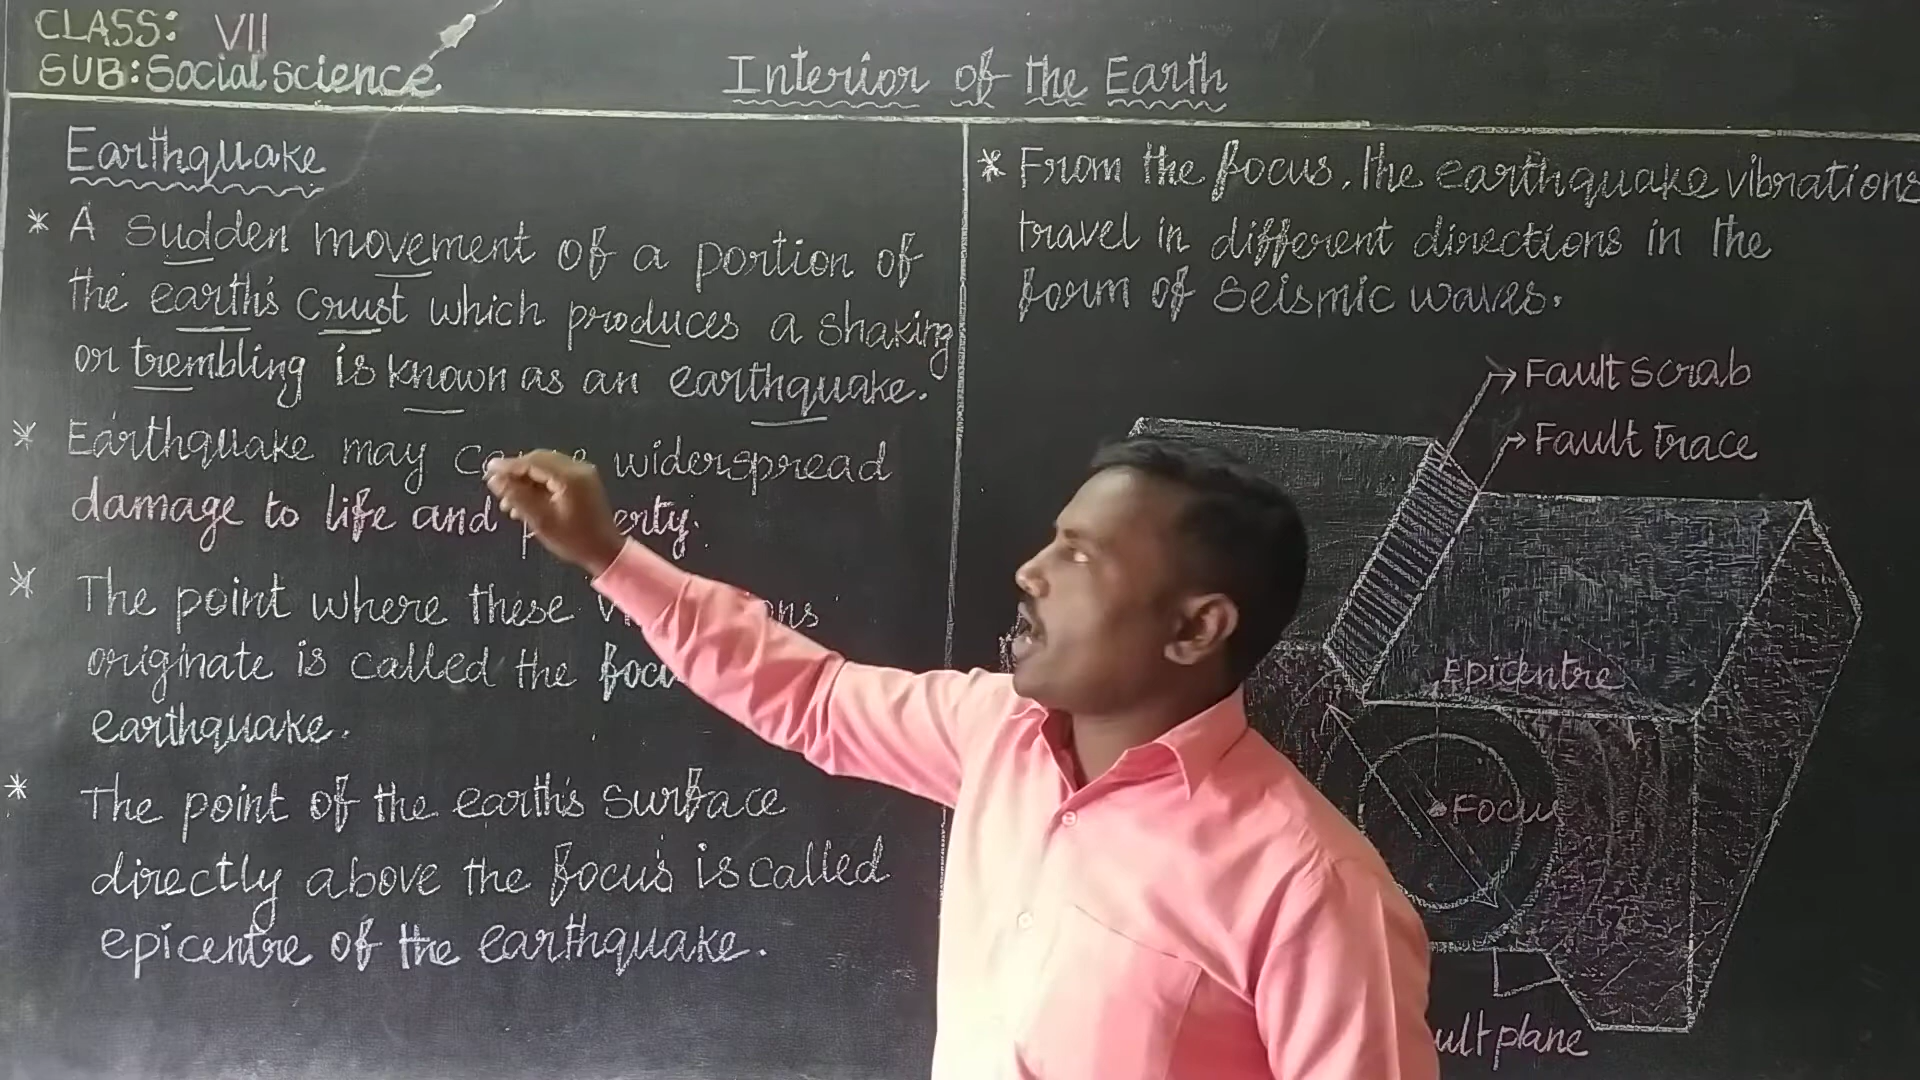 CLASS: VII
SUB: Social science
Interior of the Earth
Earthquake
* A sudden movement of a portion of
the earth's crust which produces a shaking
or trembling is known as an earthquake.
* Earthquake may widerspread
damage to life and
* The point where these
originate is called the
earthquake.
* The point of the earth's surface
directly above the focus is called
epicentre of the earthquake.
* From the focus, the earthquake vibrations
travel in different directions in the
form of seismic waves.
Fault scrab
Fault trace
Epicentre
Focus
plane